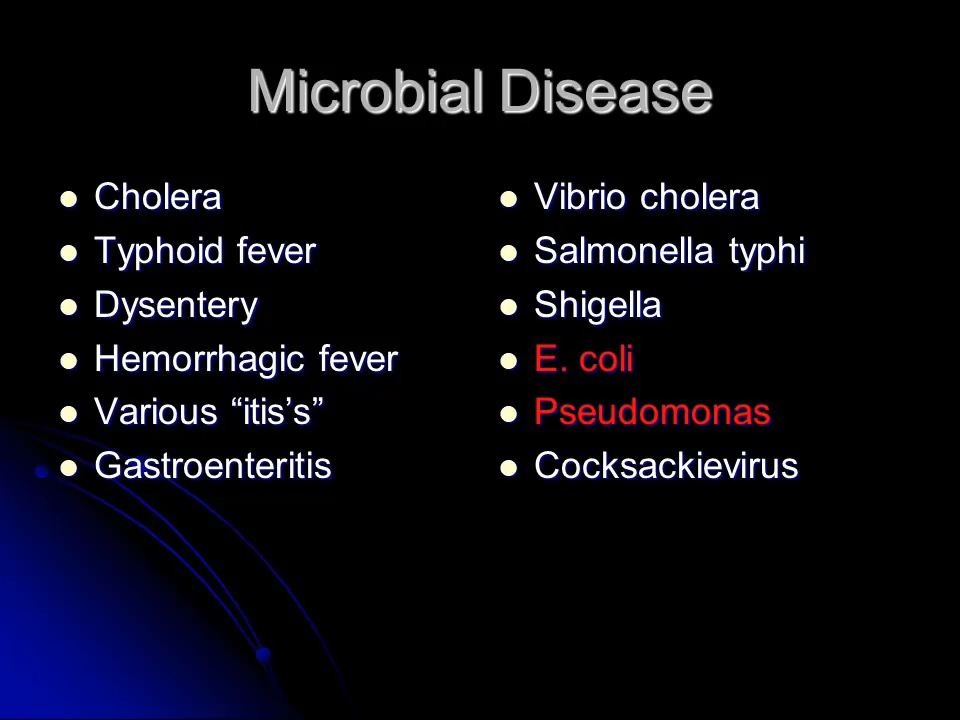 Microbial Disease
Cholera
Typhoid fever
Dysentery
Hemorrhagic fever
Various “itis’s”
Gastroenteritis
Vibrio cholera
Salmonella typhi
Shigella
E. coli
Pseudomonas
Cocksackievirus